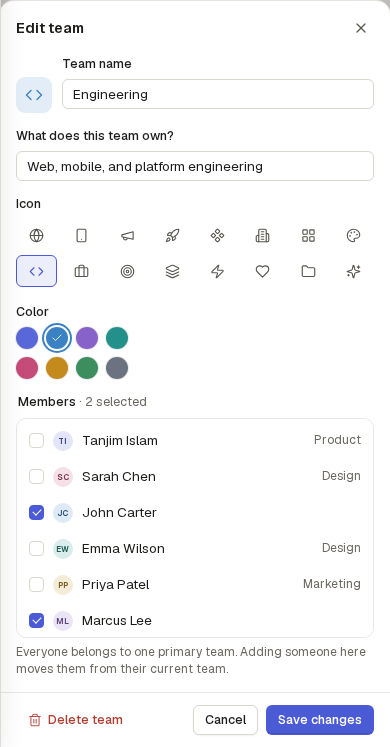 Edit team
Team name
Engineering
What does this team own?
Web, mobile, and platform engineering
Icon
Color
Members · 2 selected
TI Tanjim Islam Product
SC Sarah Chen Design
JC John Carter
EW Emma Wilson Design
PP Priya Patel Marketing
ML Marcus Lee
Everyone belongs to one primary team. Adding someone here
moves them from their current team.
Delete team Cancel Save changes